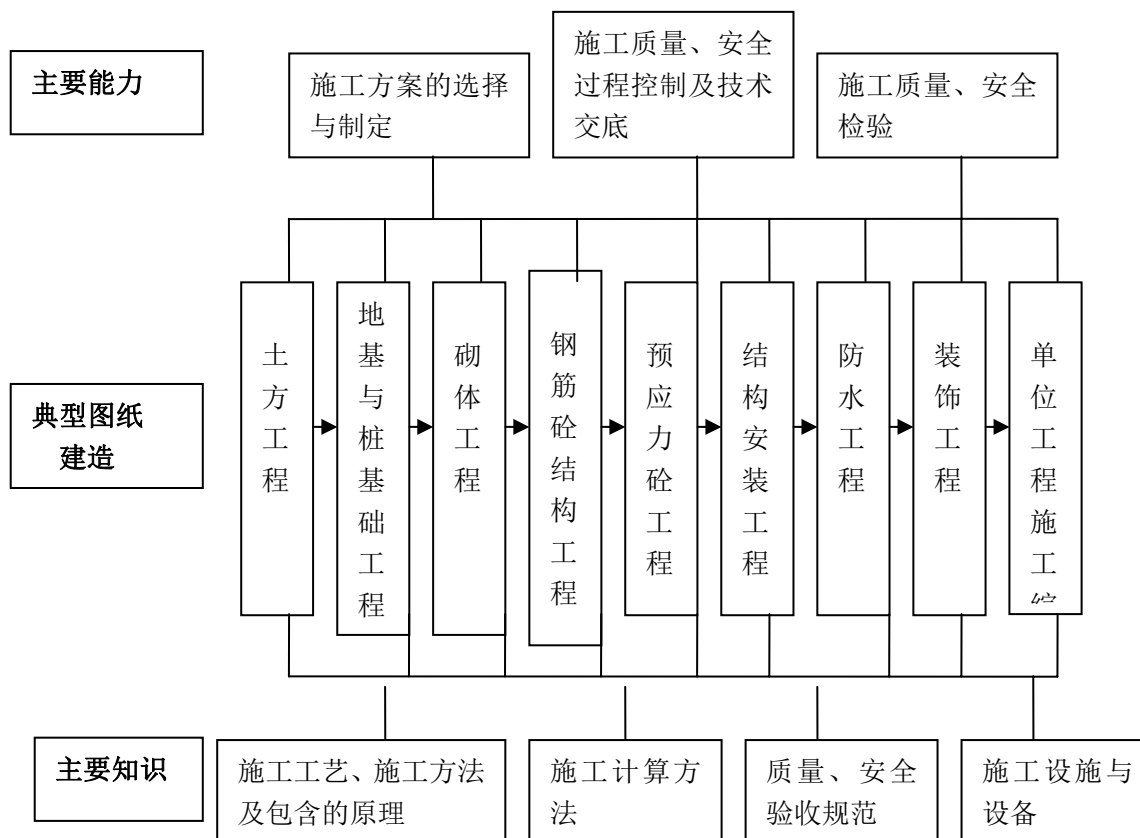 主要能力
施工方案的选择
与制定
施工质量、安全
过程控制及技术
交底
施工质量、安全
检验
典型图纸
建造
土方工程
地基与桩基础工程
砌体工程
钢筋砼结构工程
预应力砼工程
结构安装工程
防水工程
装饰工程
单位工程施工
主要知识
施工工艺、施工方法
及包含的原理
施工计算方
法
质量、安全
验收规范
施工设施与
设备